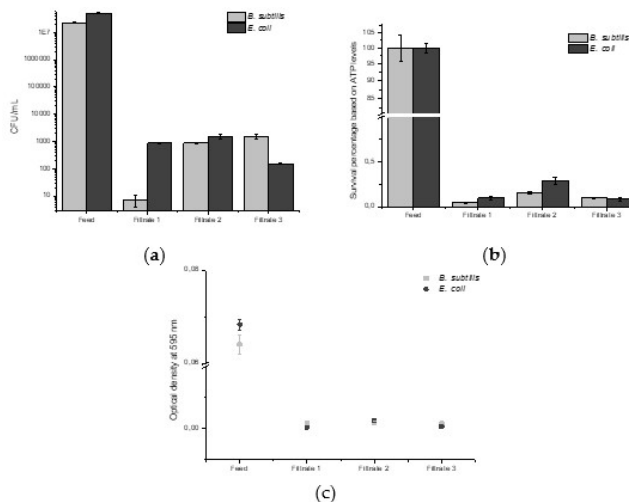 B. subtilis
E. coli
1E7
1000000
100000
10000
1000
100
10
CFU/mL
Feed Filtrate 1 Filtrate 2 Filtrate 3
(a)
B. subtilis
E. coli
105
100
95
90
85
0,5
0,0
Survival percentage based on ATP levels
Feed Filtrate 1 Filtrate 2 Filtrate 3
(b)
B. subtilis
E. coli
0,08
0,06
0,00
Optical density at 595 nm
Feed Filtrate 1 Filtrate 2 Filtrate 3
(c)